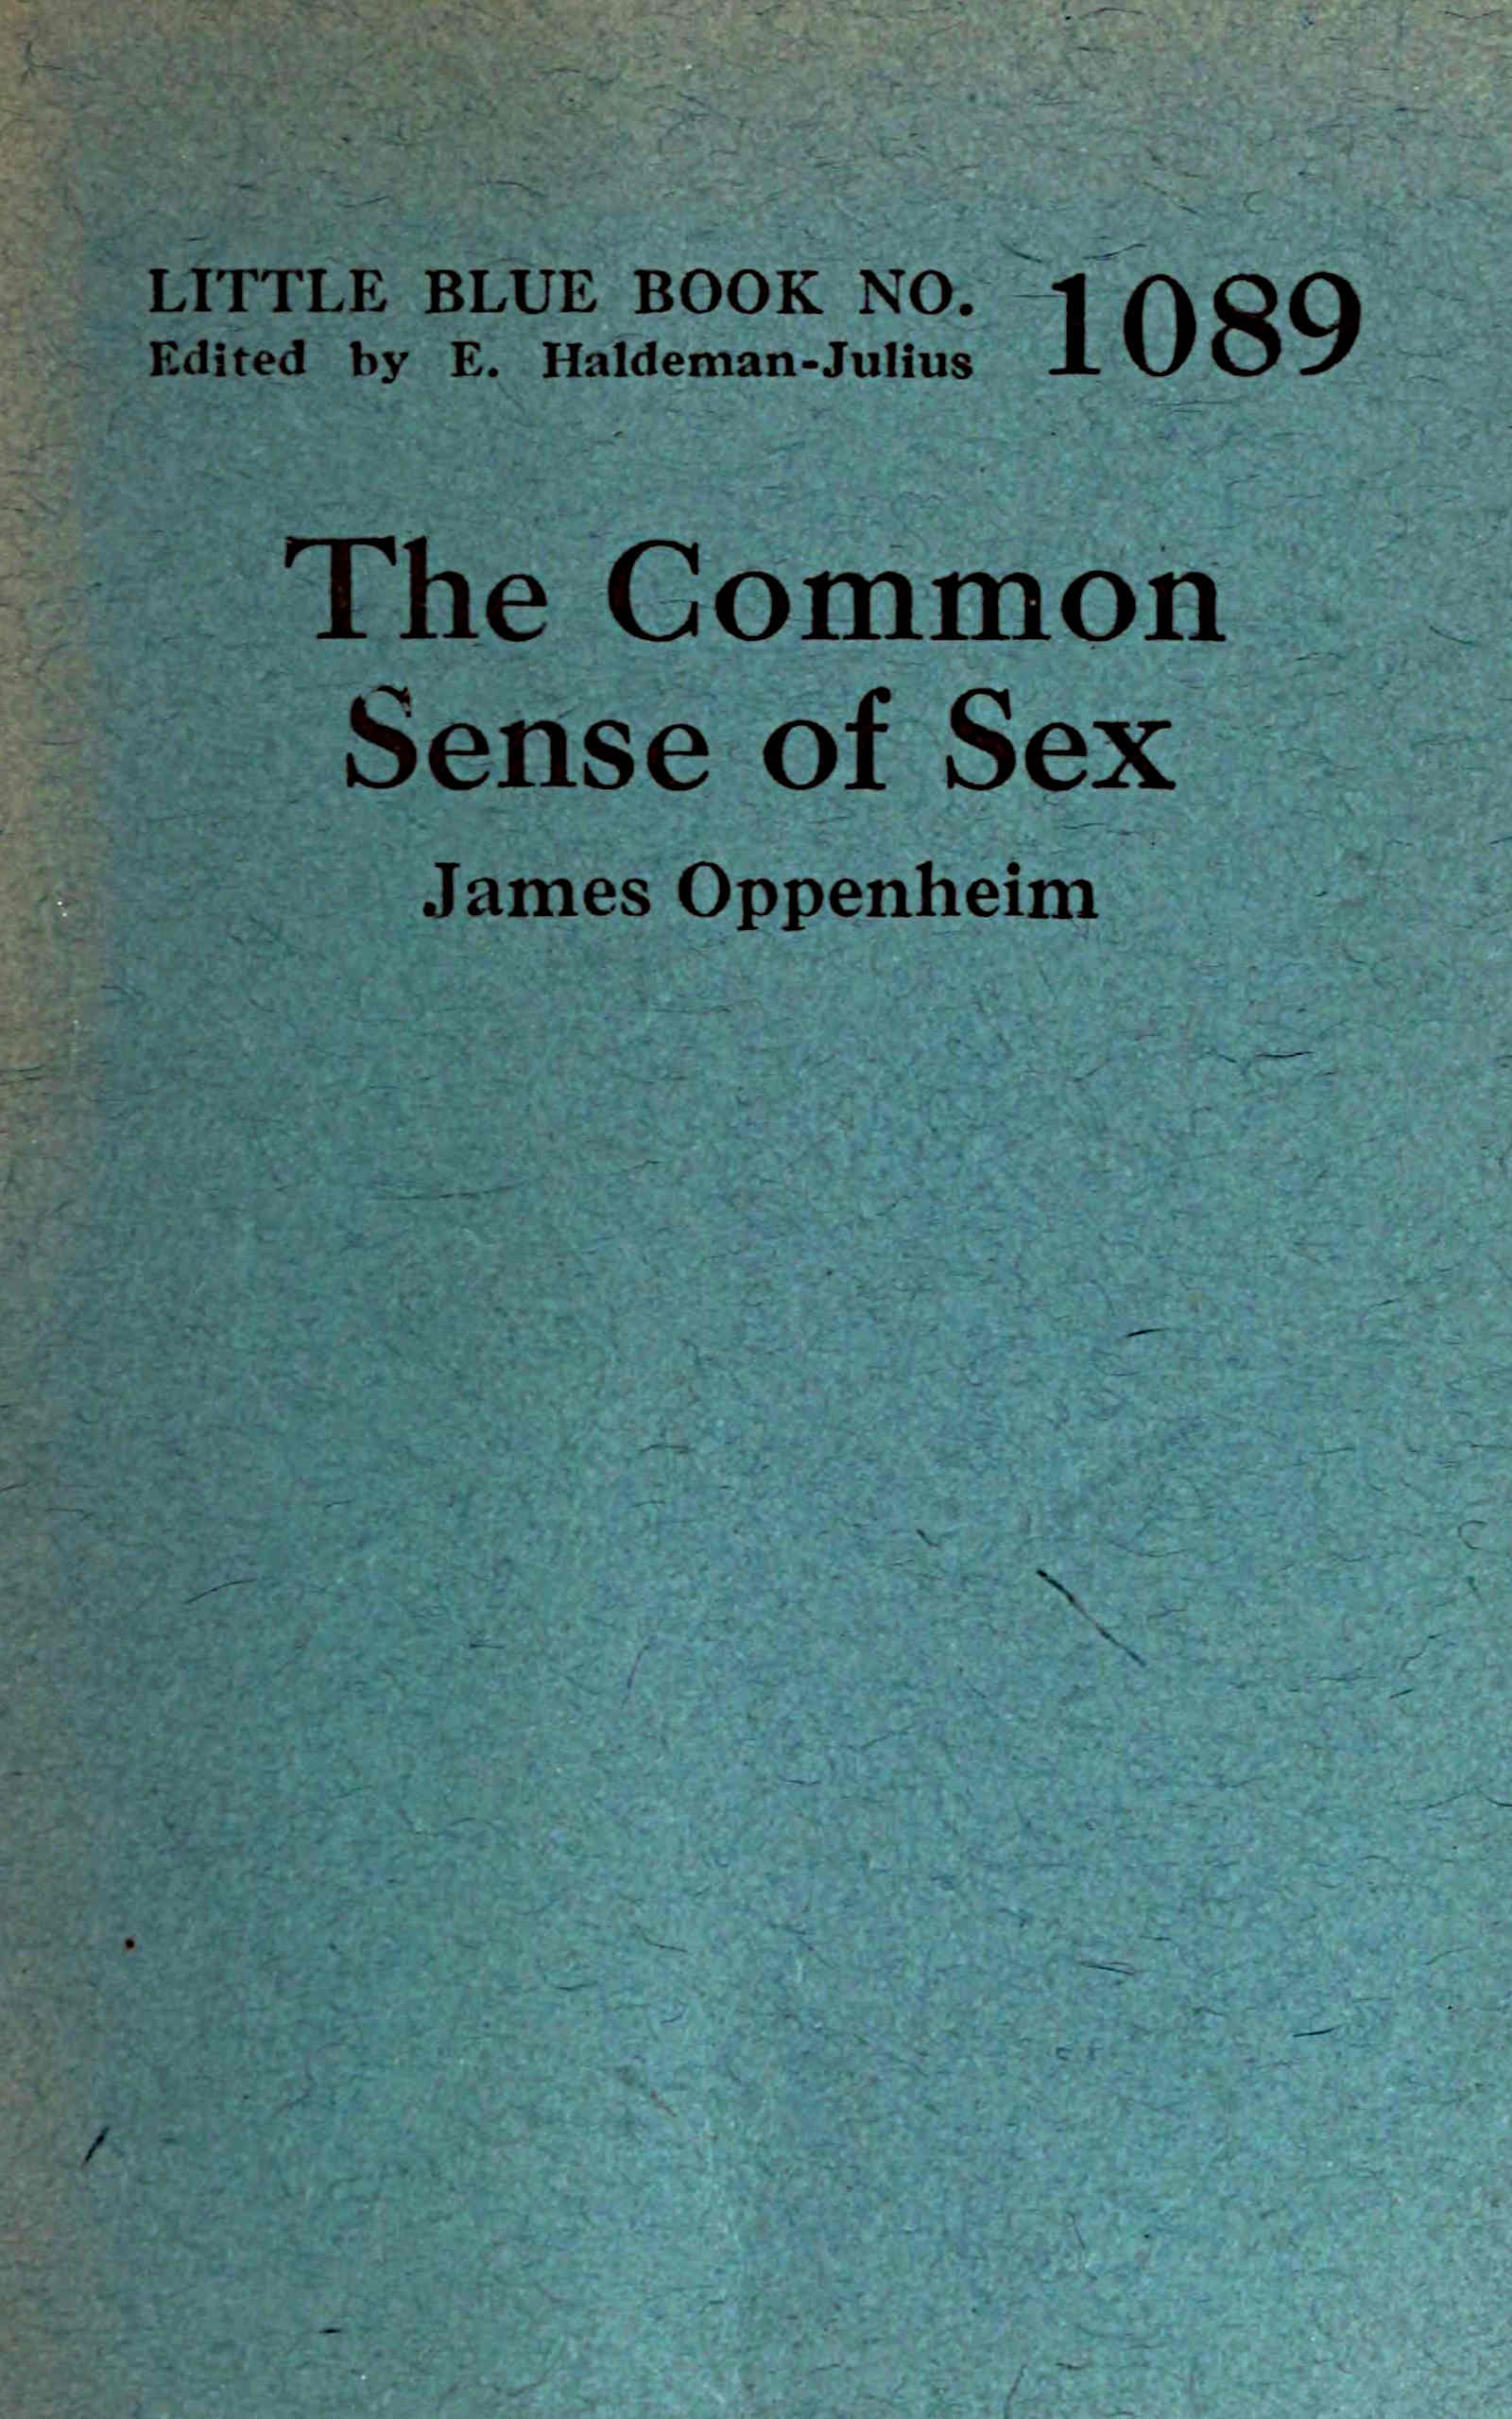 LITTLE BLUE BOOK NO. 1089
Edited by E. Haldeman-Julius
The Common
Sense of Sex
James Oppenheim